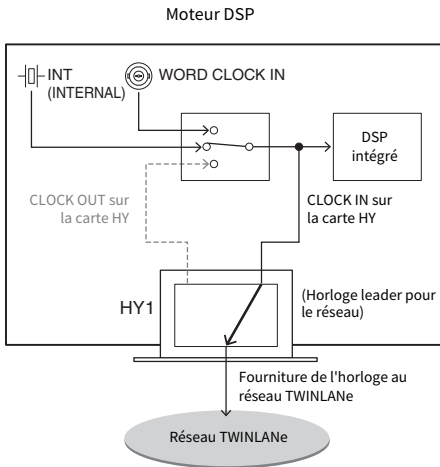 Moteur DSP
INT
(INTERNAL)
WORD CLOCK IN
DSP
intégré
CLOCK OUT sur
la carte HY
CLOCK IN sur
la carte HY
HY1
(Horloge leader pour
le réseau)
Fourniture de l'horloge au
réseau TWINLANe
Réseau TWINLANe